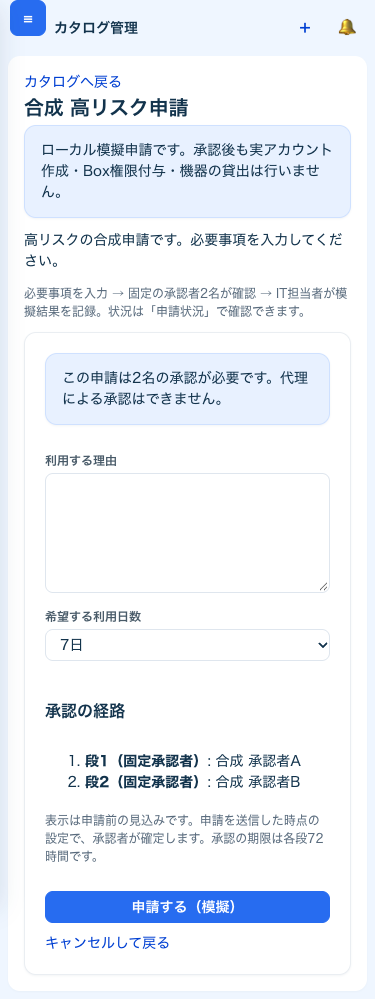 ≡
カタログ管理
+
カタログへ戻る
合成 高リスク申請
ローカル模擬申請です。承認後も実アカウント
作成・Box権限付与・機器の貸出は行いませ
ん。
高リスクの合成申請です。必要事項を入力してくだ
さい。
必要事項を入力 → 固定の承認者2名が確認 → IT担当者が模
擬結果を記録。状況は「申請状況」で確認できます。
この申請は2名の承認が必要です。代理
による承認はできません。
利用する理由
希望する利用日数
7日
承認の経路
1. 段1（固定承認者）: 合成 承認者A
2. 段2（固定承認者）: 合成 承認者B
表示は申請前の見込みです。申請を送信した時点の
設定で、承認者が確定します。承認の期限は各段72
時間です。
申請する（模擬）
キャンセルして戻る